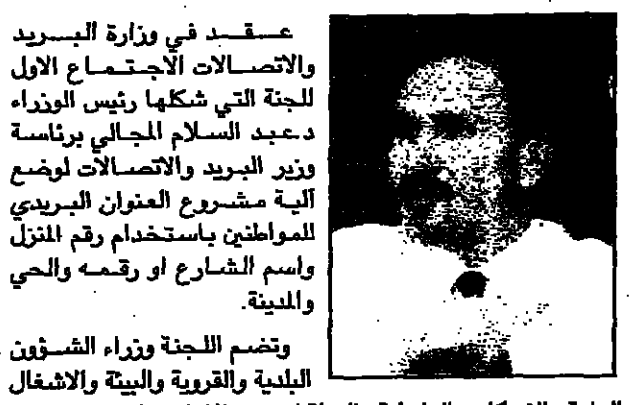 عقد في وزارة البريد
والاتصالات الاجتماع الاول
للجنة التي شكلها رئيس الوزراء
د.عبد السلام المجالي برئاسة
وزير البريد والاتصالات لوضع
آلية مشروع العنوان البريدي
للمواطنين باستخدام رقم المنزل
واسم الشارع او رقمه والحي
والمدينة.
وتضم اللجنة وزراء الشؤون
البلدية والقروية والبيئة والاشغال